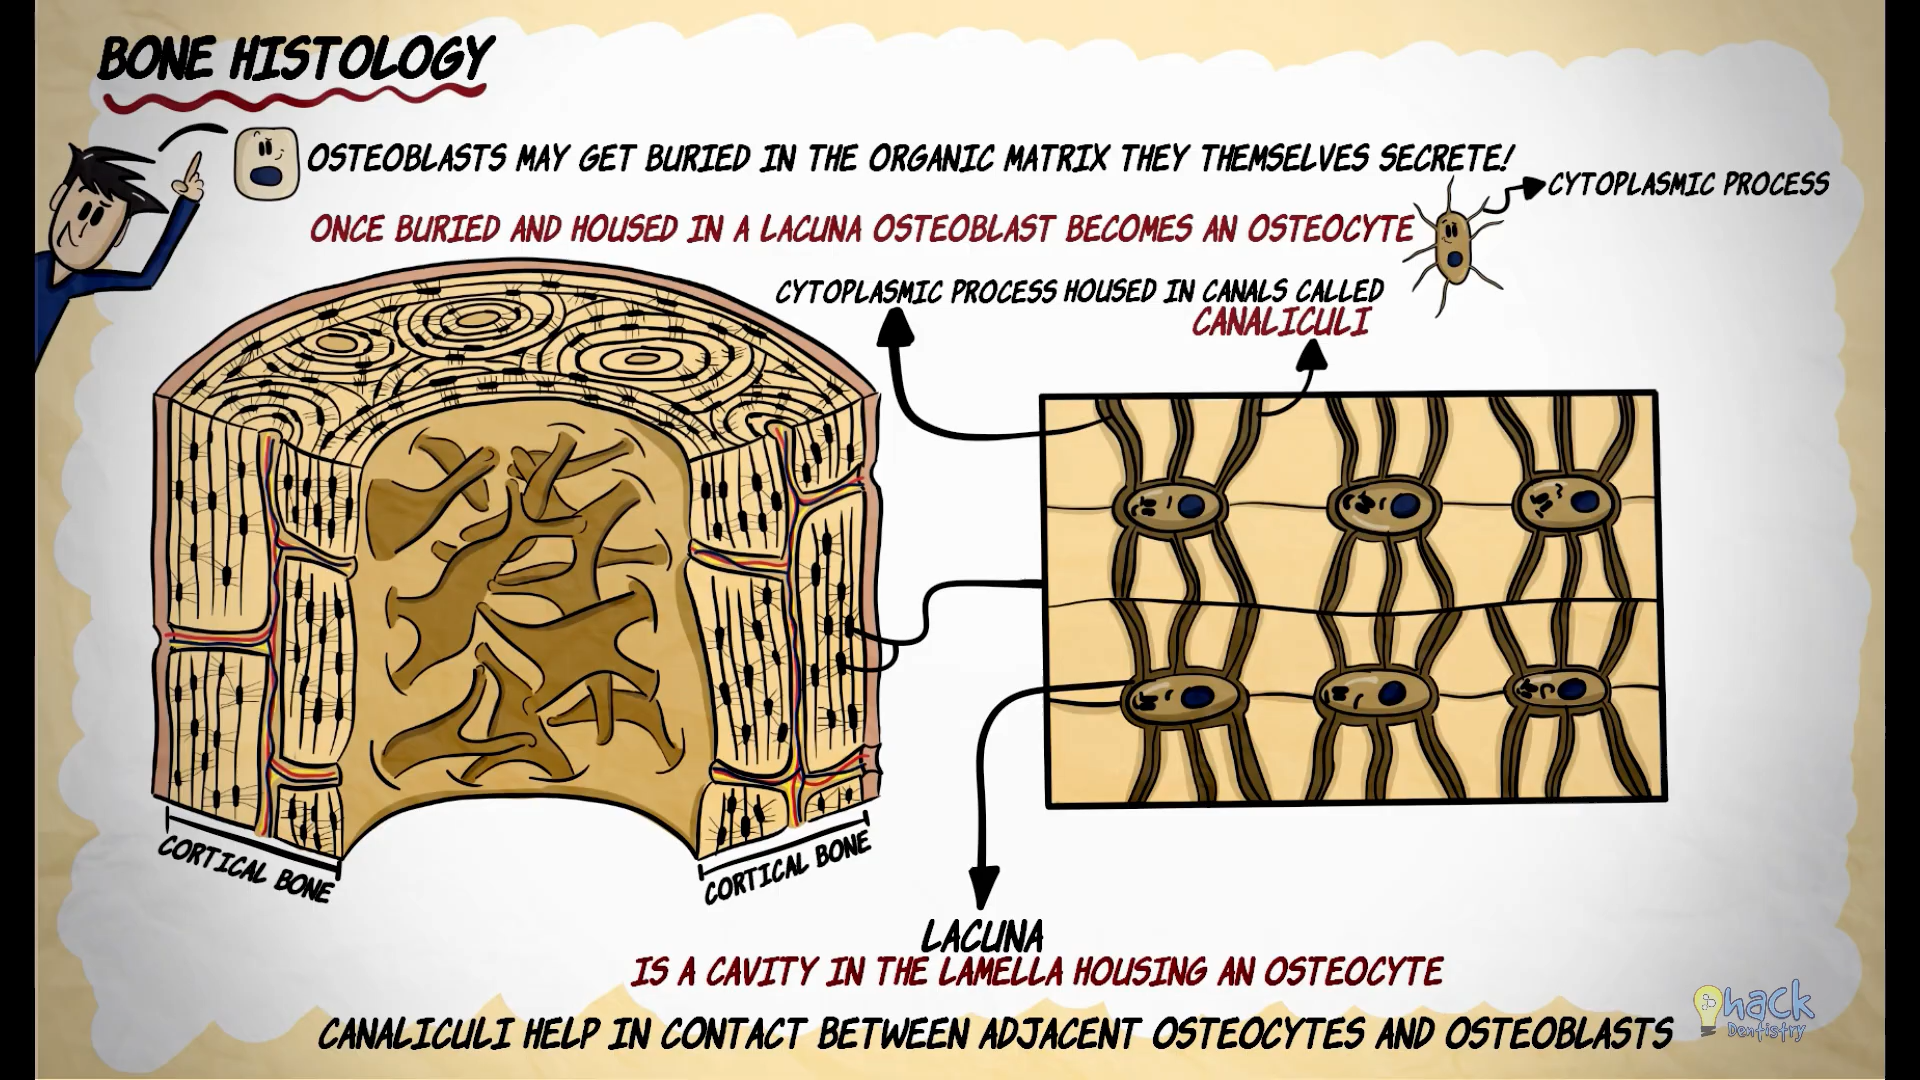 BONE HISTOLOGY
OSTEOBLASTS MAY GET BURIED IN THE ORGANIC MATRIX THEY THEMSELVES SECRETE!
CYTOPLASMIC PROCESS
ONCE BURIED AND HOUSED IN A LACUNA OSTEOBLAST BECOMES AN OSTEOCYTE
CYTOPLASMIC PROCESS HOUSED IN CANALS CALLED
CANALICULI
CORTICAL BONE
CORTICAL BONE
LACUNA
IS A CAVITY IN THE LAMELLA HOUSING AN OSTEOCYTE
CANALICULI HELP IN CONTACT BETWEEN ADJACENT OSTEOCYTES AND OSTEOBLASTS
hack
Dentistry